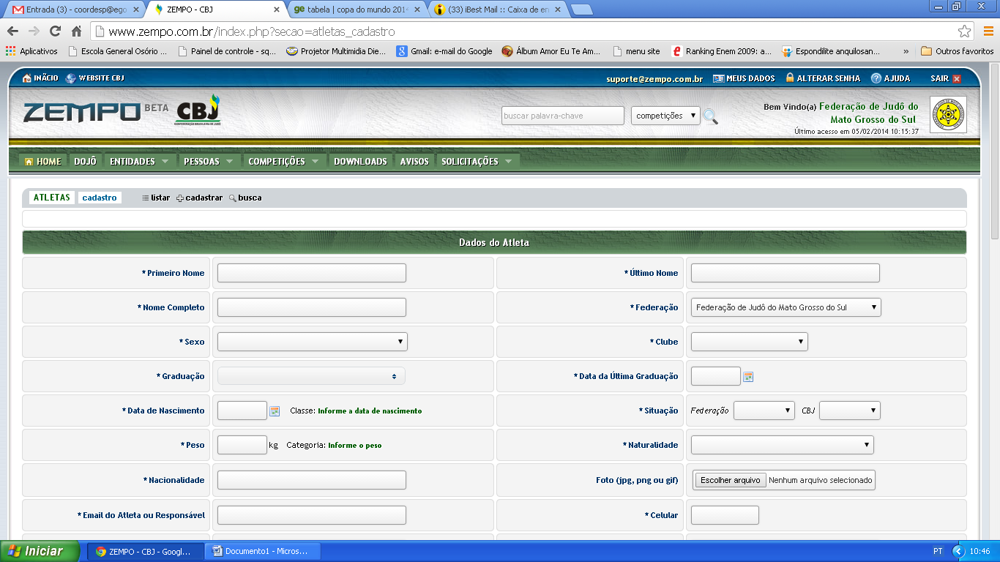 Entrada (3) - coordesp@ego
ZEMPO - CBJ
tabela | copa do mundo 2014
(33) iBest Mail :: Caixa de en
www.zempo.com.br/index.php?secao=atletas_cadastro
Aplicativos
Escola General Osório ...
Painel de controle - sq...
Projetor Multimidia Die...
Gmail: e-mail do Google
Álbum Amor Eu Te Am...
menu site
Ranking Enem 2009: a...
Espondilte anquilosan...
»
Outros favoritos
INÃCIO WEBSITE CBJ
suporte@zempo.com.br MEUS DADOS ALTERAR SENHA AJUDA SAIR
ZEMPO BETA CBJ
CONFEDERAÇÃO BRASILEIRA DE JUDÔ
buscar palavra-chave competições
Bem Vindo(a) Federação de Judô do
Mato Grosso do Sul
Último acesso em 05/02/2014 10:15:37
HOME DOJÔ ENTIDADES PESSOAS COMPETIÇÕES DOWNLOADS AVISOS SOLICITAÇÕES
ATLETAS cadastro listar cadastrar busca
Dados do Atleta
* Primeiro Nome * Último Nome
* Nome Completo * Federação Federação de Judô do Mato Grosso do Sul
* Sexo * Clube
* Graduação * Data da Última Graduação
* Data de Nascimento Classe: Informe a data de nascimento * Situação Federação CBJ
* Peso kg Categoria: Informe o peso * Naturalidade
* Nacionalidade Foto (jpg, png ou gif) Escolher arquivo Nenhum arquivo selecionado
* Email do Atleta ou Responsável * Celular
Iniciar ZEMPO - CBJ - Googl... Documento1 - Micros... PT 10:46